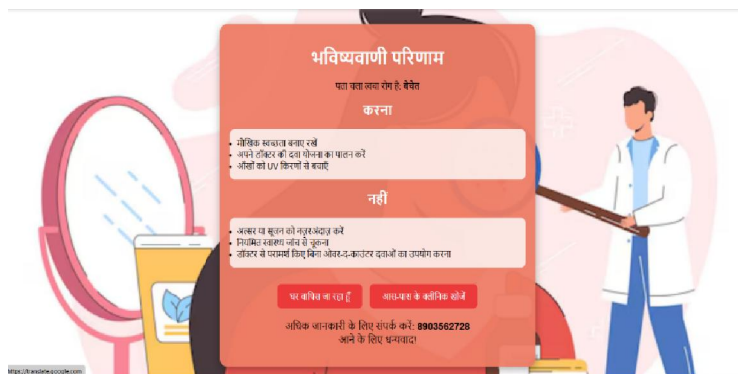 भविष्यवाणी परिणाम
पता चला त्वचा रोग है: बेचेत
करना
मौखिक स्वच्छता बनाए रखें
अपने डॉक्टर की दवा योजना का पालन करें
आँखों को UV किरणों से बचाएँ
नहीं
अल्सर या सूजन को नज़रअंदाज़ करें
नियमित स्वास्थ्य जांच से चूकना
डॉक्टर से परामर्श किए बिना ओवर-द-काउंटर दवाओं का उपयोग करना
घर वापिस जा रहा हूँ
आस-पास के क्लीनिक खोजें
अधिक जानकारी के लिए संपर्क करें: 8903562728
आने के लिए धन्यवाद!
https://translate.google.com